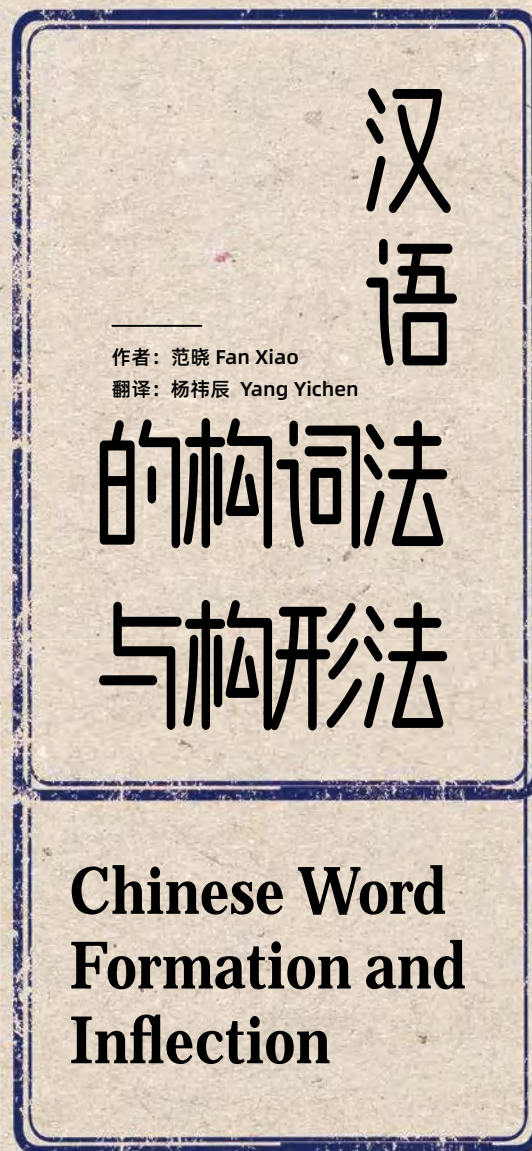 汉
语
作者：范晓 Fan Xiao
翻译：杨祎辰 Yang Yichen
的构词法
与构形法
Chinese Word
Formation and
Inflection